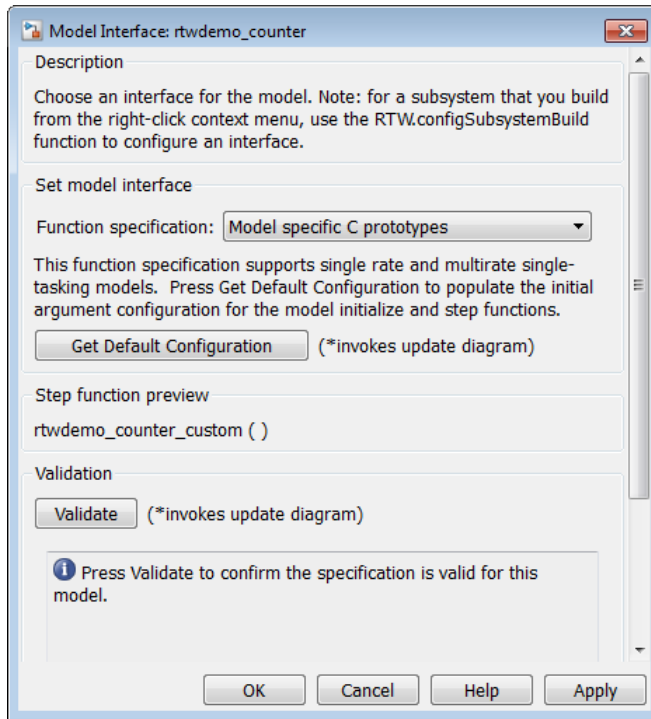 Model Interface: rtwdemo_counter
Description
Choose an interface for the model. Note: for a subsystem that you build
from the right-click context menu, use the RTW.configSubsystemBuild
function to configure an interface.
Set model interface
Function specification: Model specific C prototypes
This function specification supports single rate and multirate single-
tasking models. Press Get Default Configuration to populate the initial
argument configuration for the model initialize and step functions.
Get Default Configuration (*invokes update diagram)
Step function preview
rtwdemo_counter_custom ( )
Validation
Validate (*invokes update diagram)
Press Validate to confirm the specification is valid for this
model.
OK Cancel Help Apply